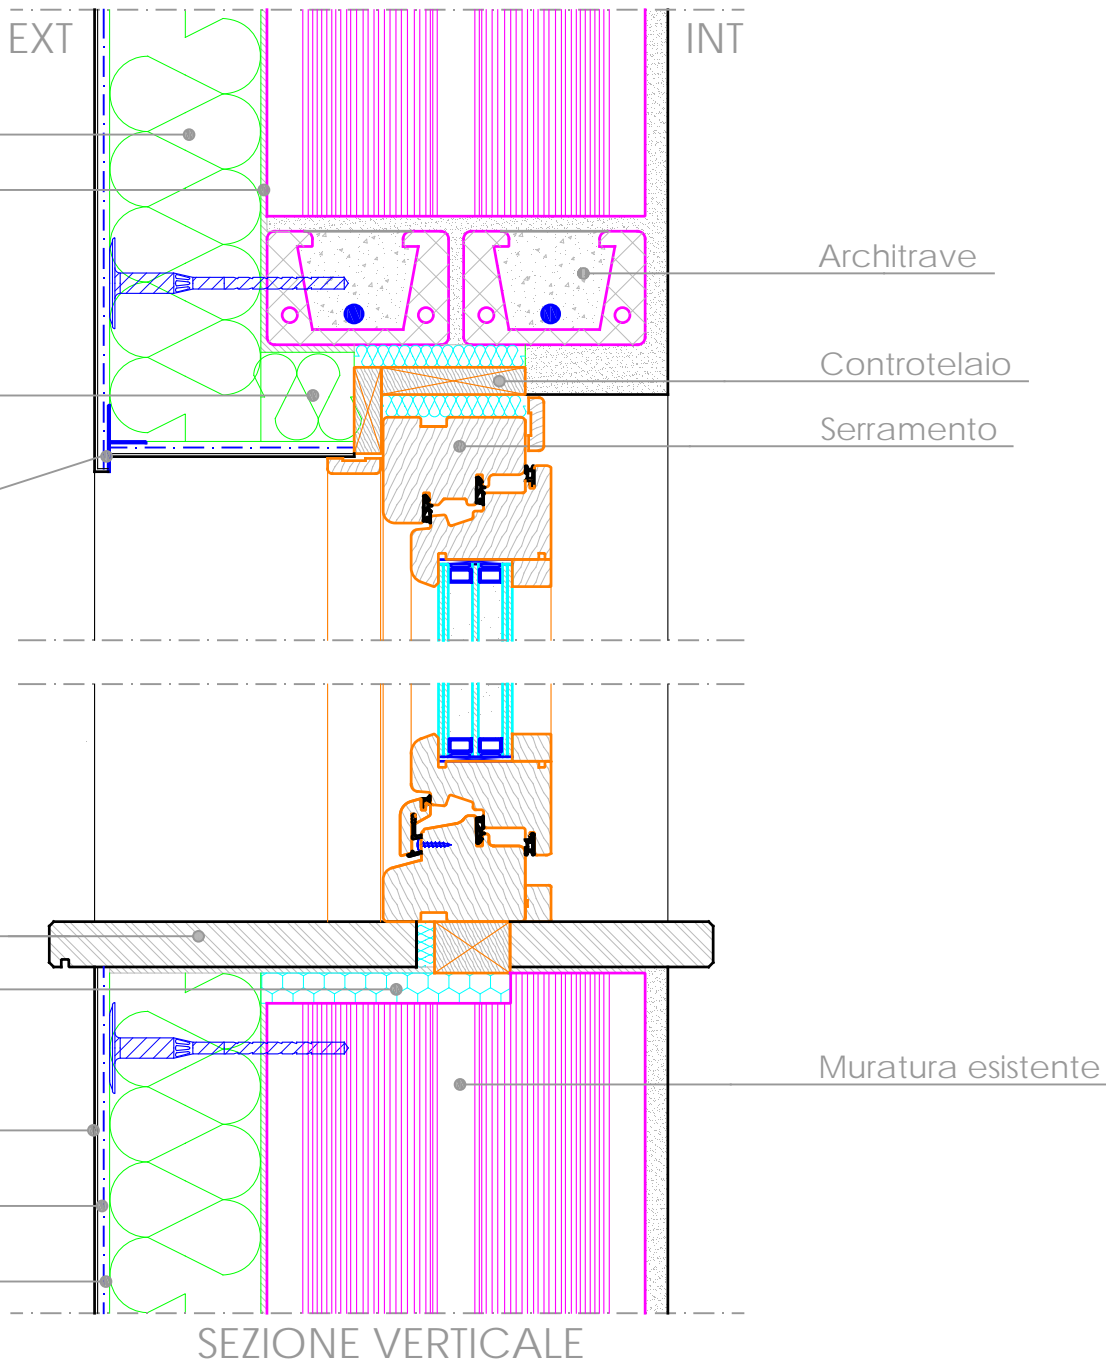 EXT
INT
Architrave
Controtelaio
Serramento
Muratura esistente
SEZIONE VERTICALE